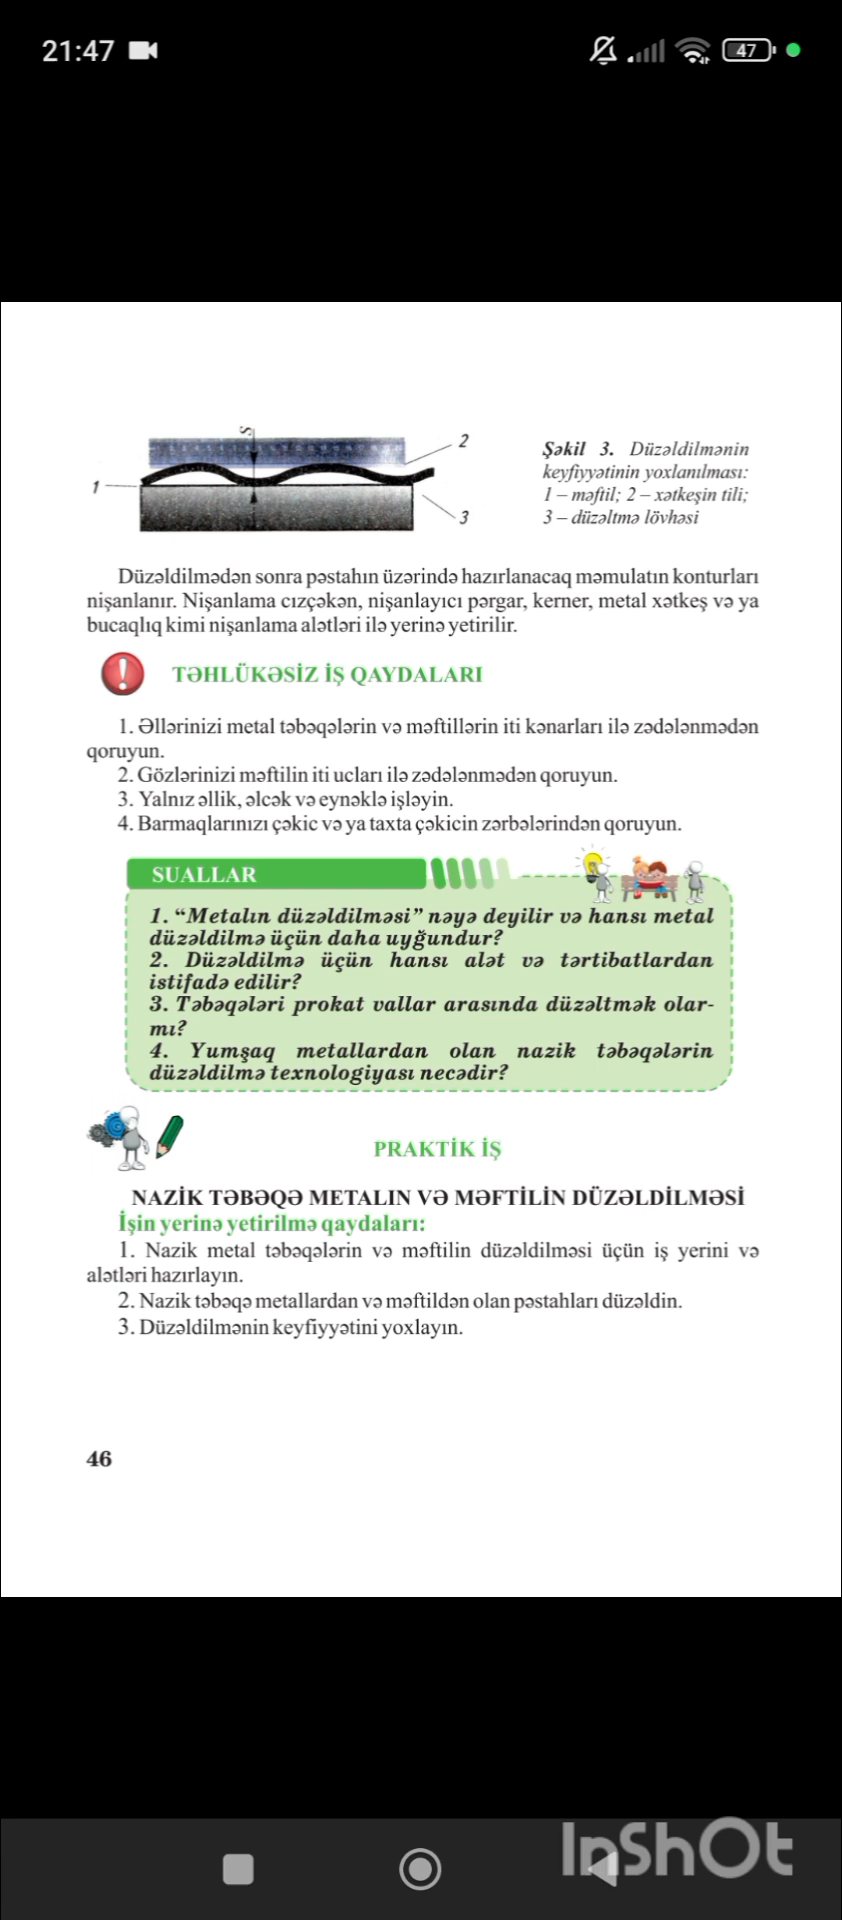 21:47
47
S
2
1
3
Şəkil 3. Düzəldilmənin
keyfiyyətinin yoxlanılması:
1 – məftil; 2 – xətkeşin tili;
3 – düzəltmə lövhəsi
Düzəldilmədən sonra pəstahın üzərində hazırlanacaq məmulatın konturları
nişanlanır. Nişanlama cızçəkən, nişanlayıcı pərgar, kerner, metal xətkeş və ya
bucaqlıq kimi nişanlama alətləri ilə yerinə yetirilir.
TƏHLÜKƏSİZ İŞ QAYDALARI
1. Əllərinizi metal təbəqələrin və məftillərin iti kənarları ilə zədələnmədən
qoruyun.
2. Gözlərinizi məftilin iti ucları ilə zədələnmədən qoruyun.
3. Yalnız əllik, əlcək və eynəklə işləyin.
4. Barmaqlarınızı çəkic və ya taxta çəkicin zərbələrindən qoruyun.
SUALLAR
1. “Metalın düzəldilməsi” nəyə deyilir və hansı metal
düzəldilmə üçün daha uyğundur?
2. Düzəldilmə üçün hansı alət və tərtibatlardan
istifadə edilir?
3. Təbəqələri prokat vallar arasında düzəltmək olar-
mı?
4. Yumşaq metallardan olan nazik təbəqələrin
düzəldilmə texnologiyası necədir?
PRAKTİK İŞ
NAZİK TƏBƏQƏ METALIN VƏ MƏFTİLİN DÜZƏLDİLMƏSİ
İşin yerinə yetirilmə qaydaları:
1. Nazik metal təbəqələrin və məftilin düzəldilməsi üçün iş yerini və
alətləri hazırlayın.
2. Nazik təbəqə metallardan və məftildən olan pəstahları düzəldin.
3. Düzəldilmənin keyfiyyətini yoxlayın.
46
InShOt